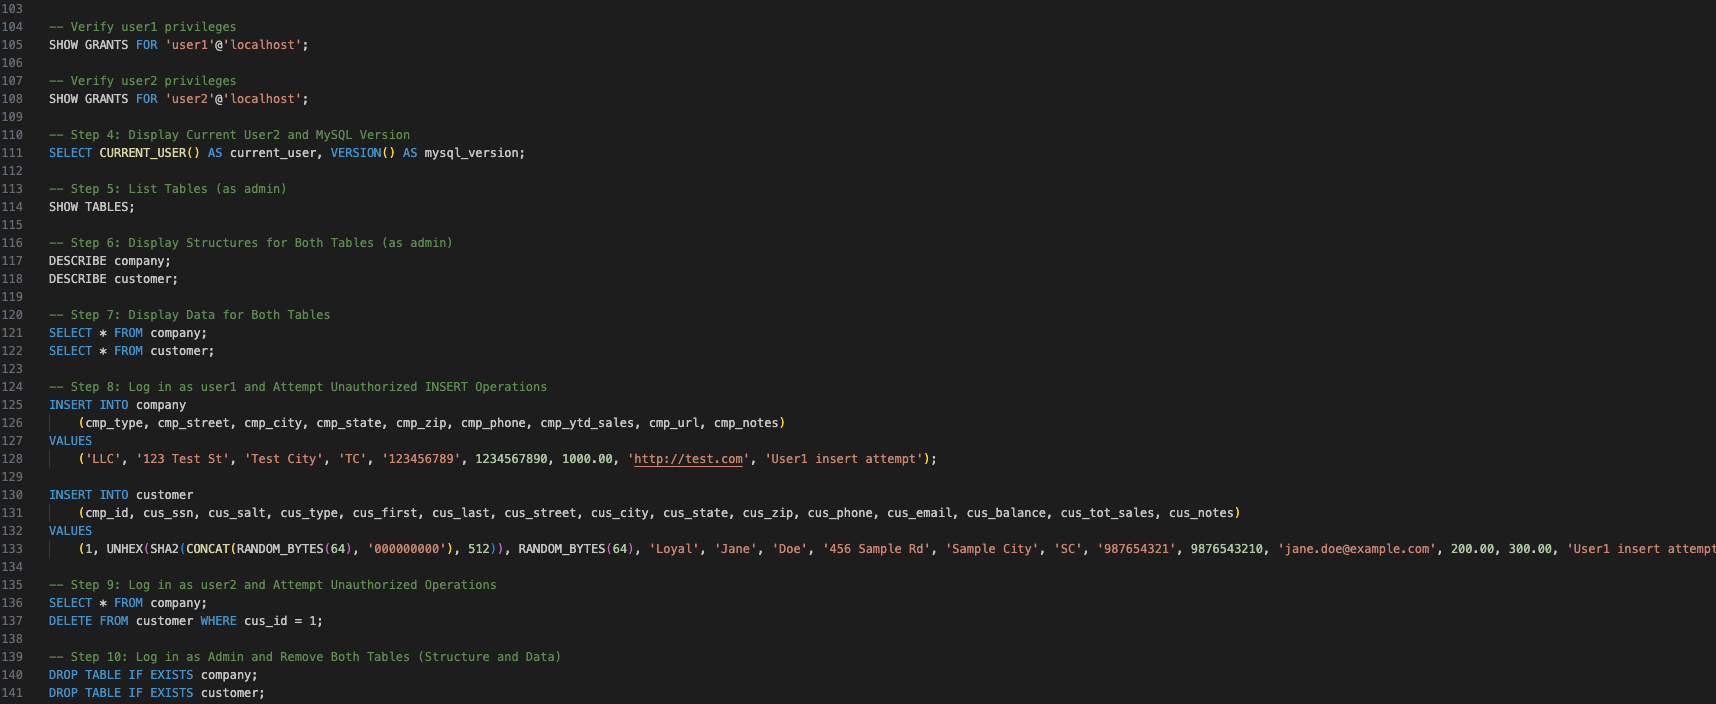 103
104 -- Verify user1 privileges
105 SHOW GRANTS FOR 'user1'@'localhost';
106
107 -- Verify user2 privileges
108 SHOW GRANTS FOR 'user2'@'localhost';
109
110 -- Step 4: Display Current User2 and MySQL Version
111 SELECT CURRENT_USER() AS current_user, VERSION() AS mysql_version;
112
113 -- Step 5: List Tables (as admin)
114 SHOW TABLES;
115
116 -- Step 6: Display Structures for Both Tables (as admin)
117 DESCRIBE company;
118 DESCRIBE customer;
119
120 -- Step 7: Display Data for Both Tables
121 SELECT * FROM company;
122 SELECT * FROM customer;
123
124 -- Step 8: Log in as user1 and Attempt Unauthorized INSERT Operations
125 INSERT INTO company
126 (cmp_type, cmp_street, cmp_city, cmp_state, cmp_zip, cmp_phone, cmp_ytd_sales, cmp_url, cmp_notes)
127 VALUES
128 ('LLC', '123 Test St', 'Test City', 'TC', '123456789', 1234567890, 1000.00, 'http://test.com', 'User1 insert attempt');
129
130 INSERT INTO customer
131 (cmp_id, cus_ssn, cus_salt, cus_type, cus_first, cus_last, cus_street, cus_city, cus_state, cus_zip, cus_phone, cus_email, cus_balance, cus_tot_sales, cus_notes)
132 VALUES
133 (1, UNHEX(SHA2(CONCAT(RANDOM_BYTES(64), '000000000'), 512)), RANDOM_BYTES(64), 'Loyal', 'Jane', 'Doe', '456 Sample Rd', 'Sample City', 'SC', '987654321', 9876543210, 'jane.doe@example.com', 200.00, 300.00, 'User1 insert attempt
134
135 -- Step 9: Log in as user2 and Attempt Unauthorized Operations
136 SELECT * FROM company;
137 DELETE FROM customer WHERE cus_id = 1;
138
139 -- Step 10: Log in as Admin and Remove Both Tables (Structure and Data)
140 DROP TABLE IF EXISTS company;
141 DROP TABLE IF EXISTS customer;